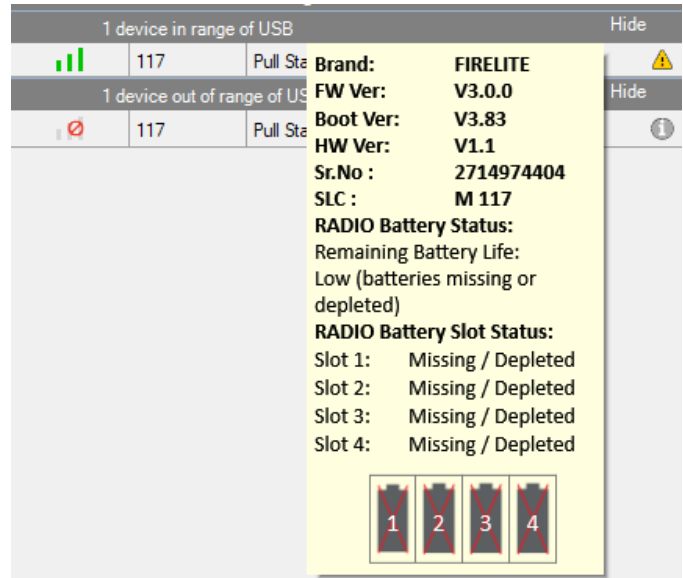 1 device in range of USB Hide
117 Pull Sta
1 device out of range of US Hide
117 Pull Sta
Brand: FIRELITE
FW Ver: V3.0.0
Boot Ver: V3.83
HW Ver: V1.1
Sr.No : 2714974404
SLC : M 117
RADIO Battery Status:
Remaining Battery Life:
Low (batteries missing or
depleted)
RADIO Battery Slot Status:
Slot 1: Missing / Depleted
Slot 2: Missing / Depleted
Slot 3: Missing / Depleted
Slot 4: Missing / Depleted
1 2 3 4